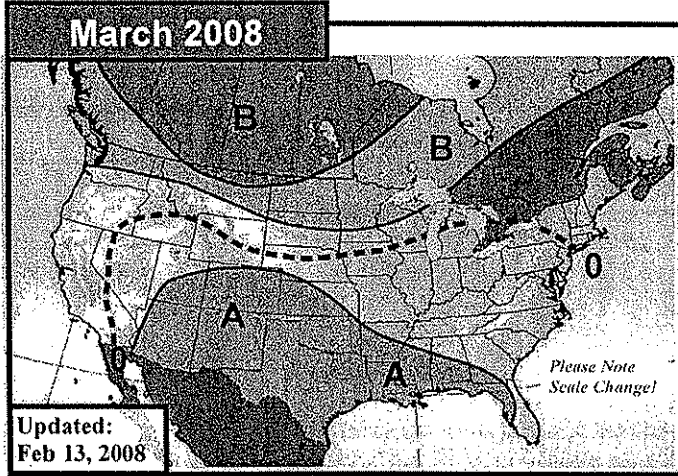 March 2008
B
B
0
A
0
A
Please Note
Scale Change!
Updated:
Feb 13, 2008